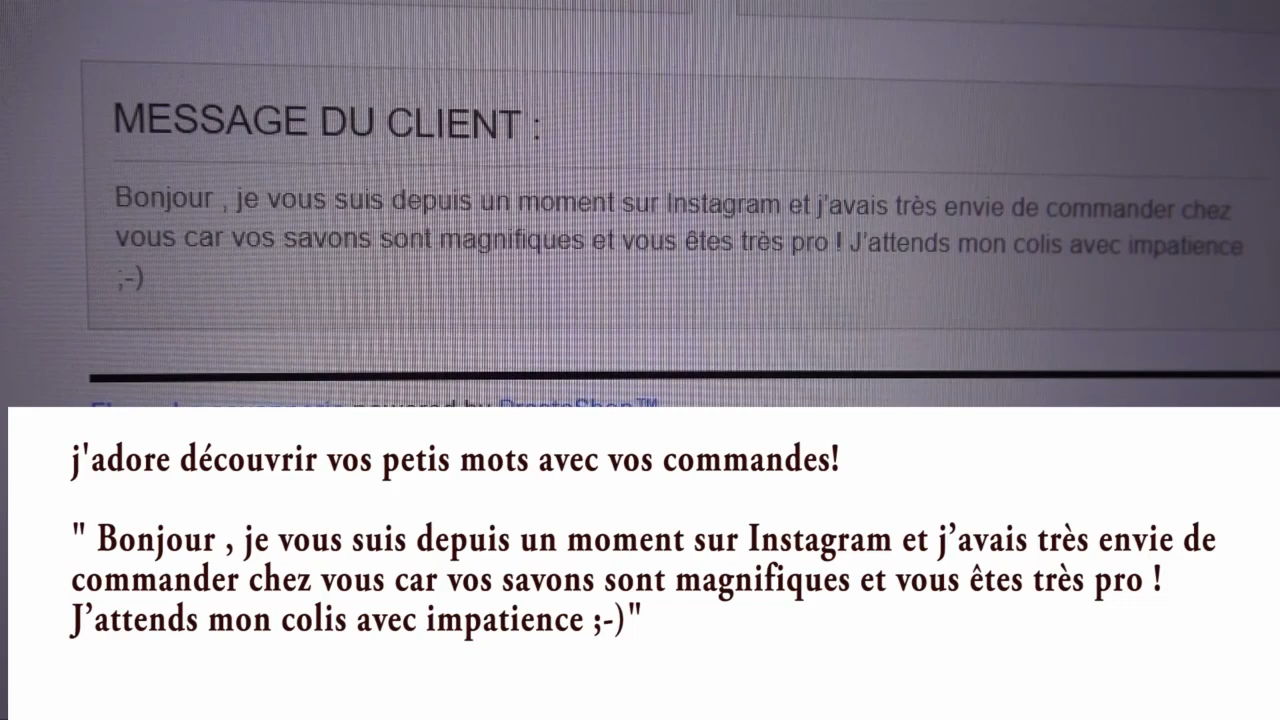 MESSAGE DU CLIENT :
Bonjour , je vous suis depuis un moment sur Instagram et j'avais très envie de commander chez
vous car vos savons sont magnifiques et vous êtes très pro ! J'attends mon colis avec impatience
;-)
powered by PrestaShop™
j'adore découvrir vos petis mots avec vos commandes!
" Bonjour , je vous suis depuis un moment sur Instagram et j’avais très envie de
commander chez vous car vos savons sont magnifiques et vous êtes très pro !
J’attends mon colis avec impatience ;-)"